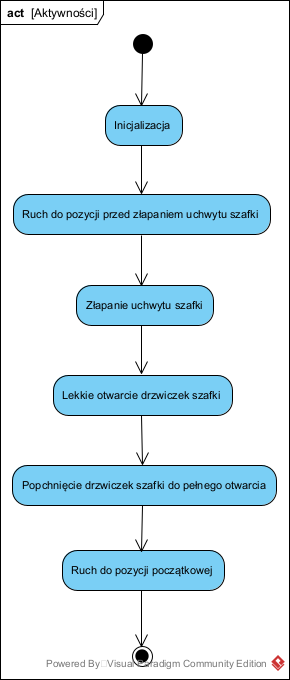 act [Aktywności]
Inicjalizacja
Ruch do pozycji przed złapaniem uchwytu szafki
Złapanie uchwytu szafki
Lekkie otwarcie drzwiczek szafki
Popchnięcie drzwiczek szafki do pełnego otwarcia
Ruch do pozycji początkowej
Powered By Visual Paradigm Community Edition